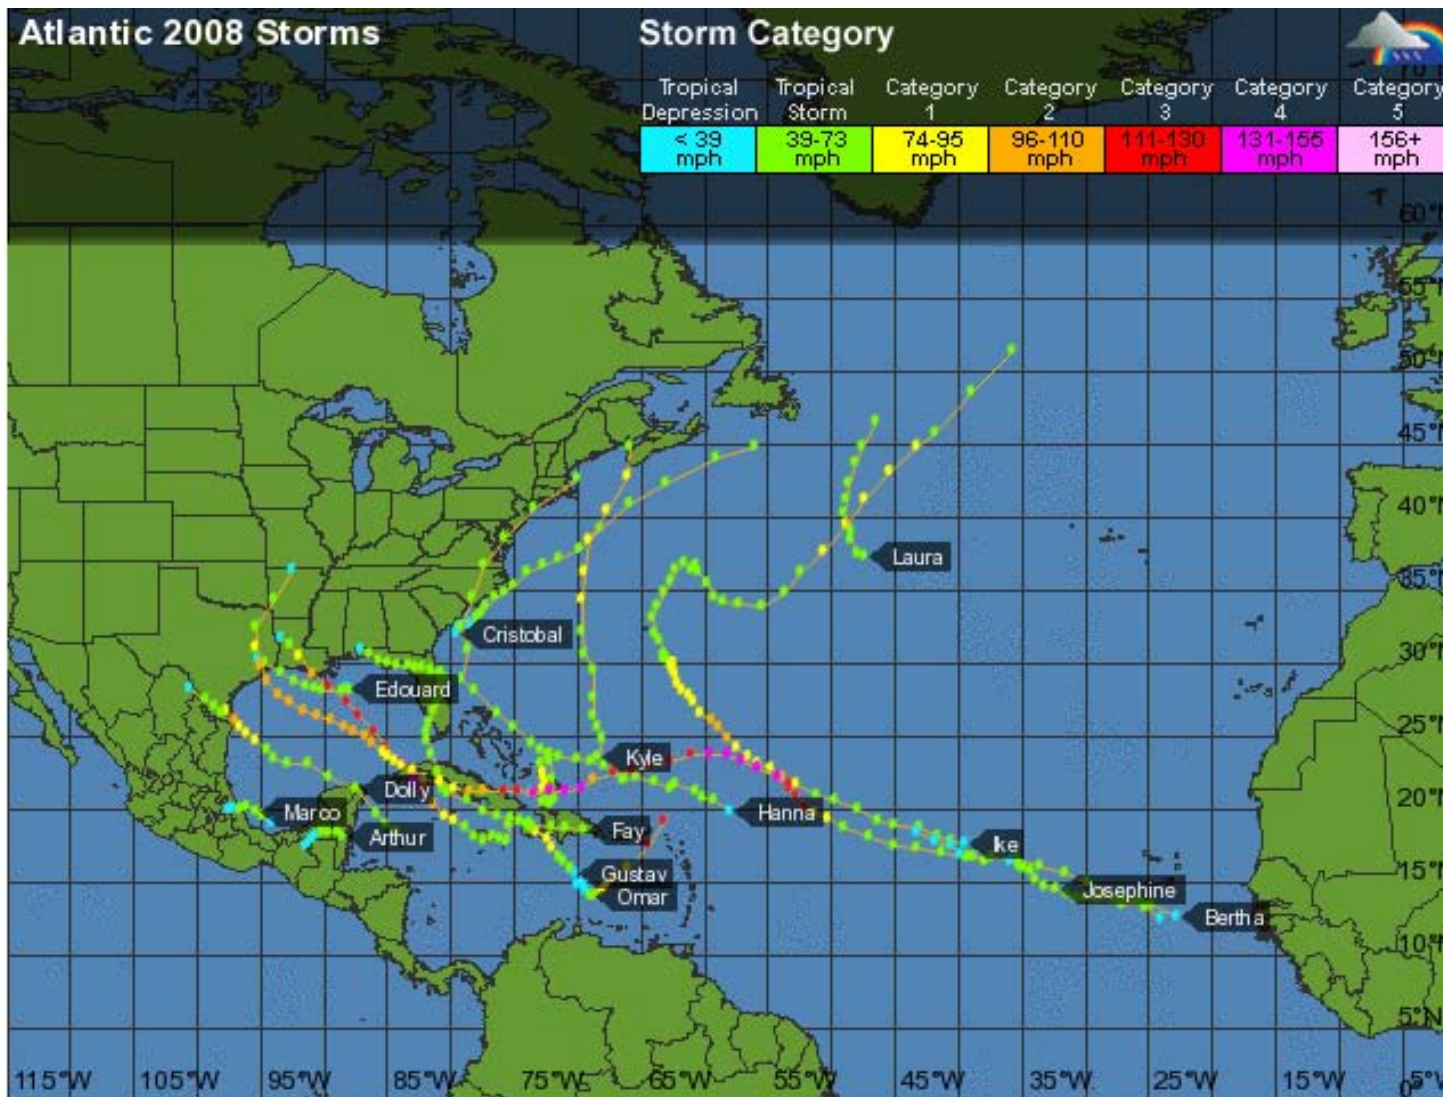 Atlantic 2008 Storms
Storm Category
Tropical Depression
Tropical Storm
Category 1
Category 2
Category 3
Category 4
Category 5
< 39 mph
39-73 mph
74-95 mph
96-110 mph
111-130 mph
131-155 mph
156+ mph
60°N
55°N
50°N
45°N
40°N
35°N
30°N
25°N
20°N
15°N
10°N
5°N
0°
Laura
Cristobal
Edouard
Kyle
Dolly
Marco
Hanna
Arthur
Fay
Ike
Gustav
Omar
Josephine
Bertha
115°W
105°W
95°W
85°W
75°W
65°W
55°W
45°W
35°W
25°W
15°W
5°W